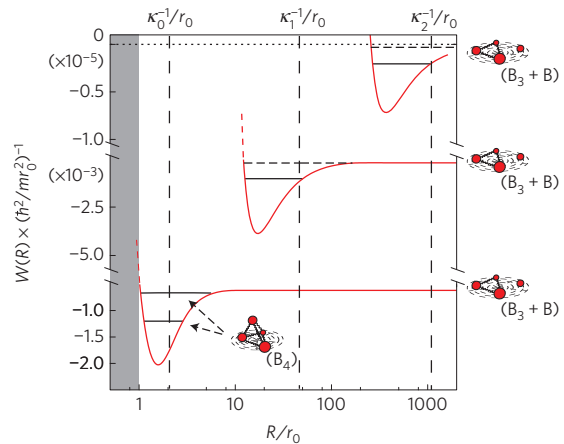 κ₀⁻¹/r₀ κ₁⁻¹/r₀ κ₂⁻¹/r₀
0
(×10⁻⁵)
−0.5
−1.0
(×10⁻³)
−2.5
−5.0
−1.0
−1.5
−2.0
W(R) × (ħ²/mr₀²)⁻¹
(B₃ + B)
(B₃ + B)
(B₃ + B)
(B₄)
1 10 100 1000
R/r₀